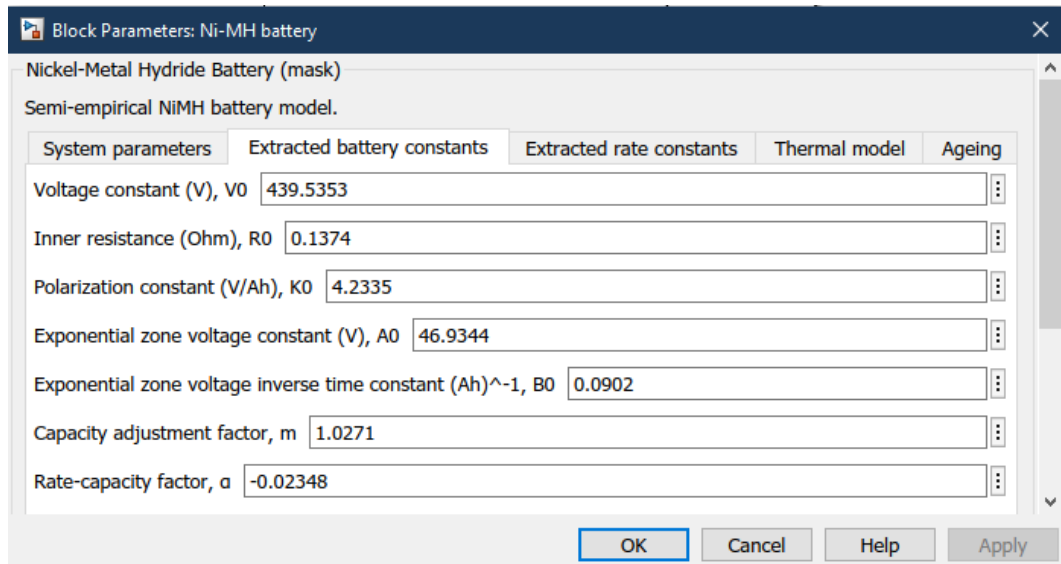 Block Parameters: Ni-MH battery
Nickel-Metal Hydride Battery (mask)
Semi-empirical NiMH battery model.
System parameters Extracted battery constants Extracted rate constants Thermal model Ageing
Voltage constant (V), V0 439.5353
Inner resistance (Ohm), R0 0.1374
Polarization constant (V/Ah), K0 4.2335
Exponential zone voltage constant (V), A0 46.9344
Exponential zone voltage inverse time constant (Ah)^-1, B0 0.0902
Capacity adjustment factor, m 1.0271
Rate-capacity factor, α -0.02348
OK Cancel Help Apply